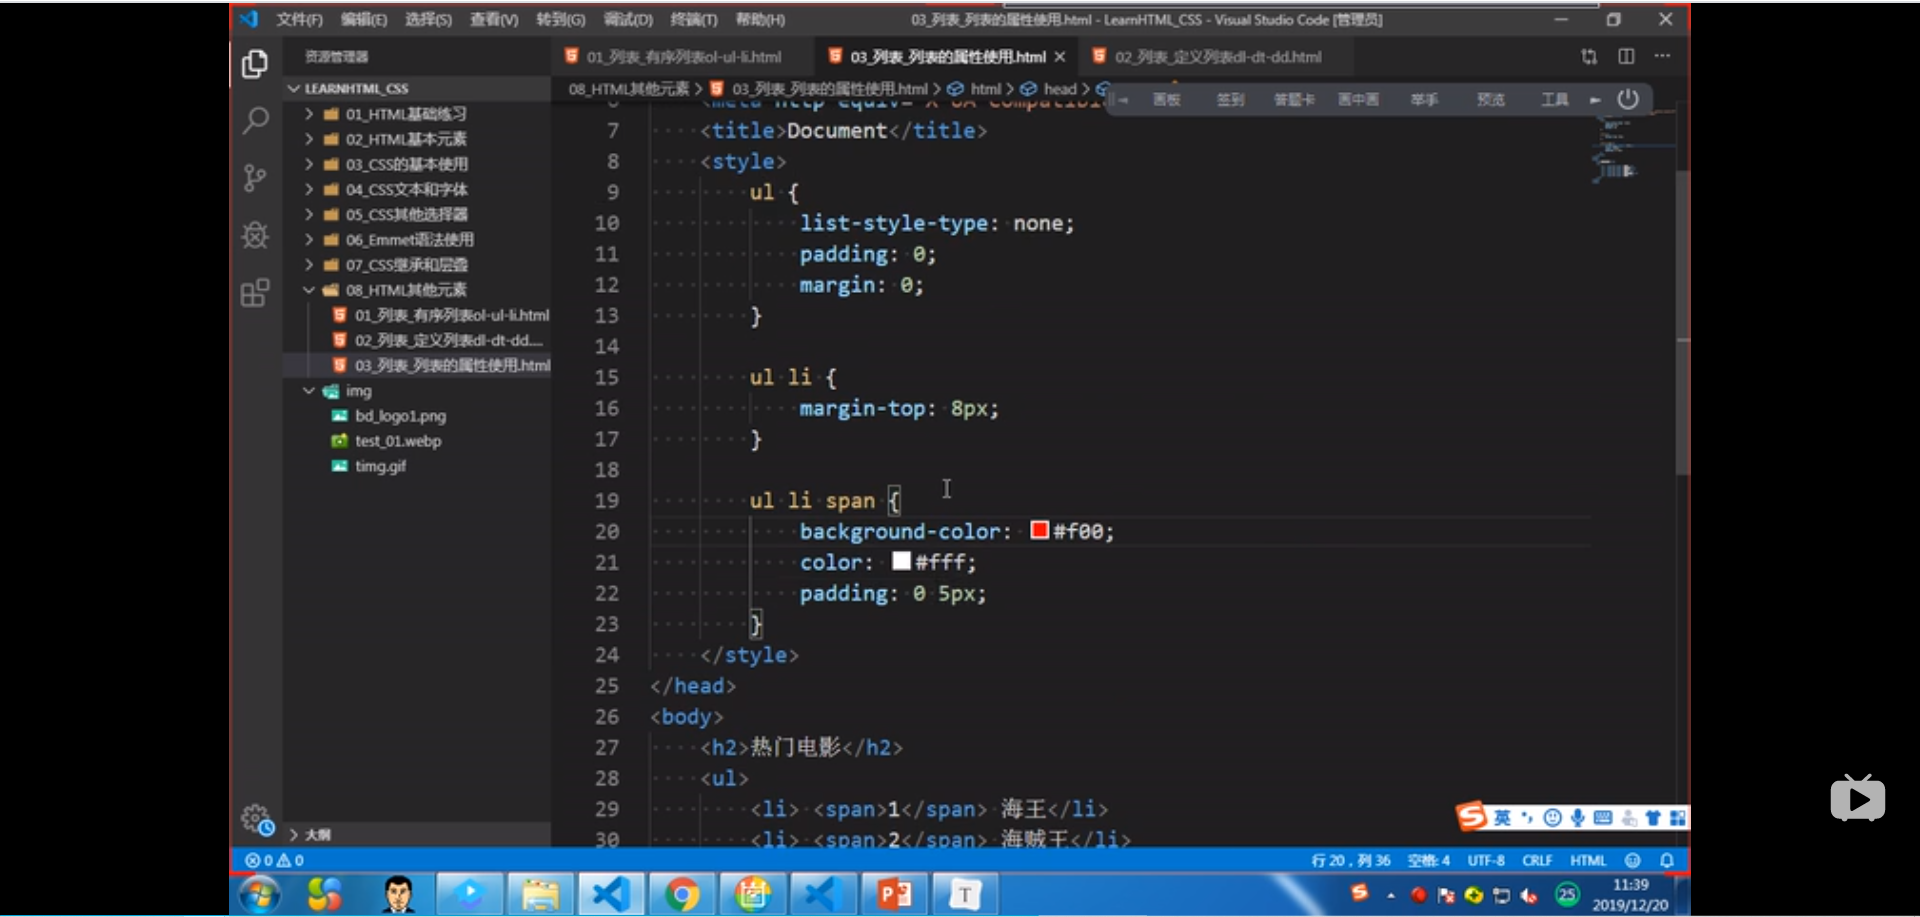 文件(F) 编辑(E) 选择(S) 查看(V) 转到(G) 调试(D) 终端(T) 帮助(H) 03_列表_列表的属性使用.html - LearnHTML_CSS - Visual Studio Code [管理员]
资源管理器
01_列表_有序列表ol-ul-li.html 03_列表_列表的属性使用.html 02_列表_定义列表dl-dt-dd.html
LEARNHTML_CSS
08_HTML其他元素 > 03_列表_列表的属性使用.html > html > head >
画板 签到 答题卡 画中画 举手 预览 工具
01_HTML基础练习
02_HTML基本元素
03_CSS的基本使用
04_CSS文本和字体
05_CSS其他选择器
06_Emmet语法使用
07_CSS继承和层叠
08_HTML其他元素
01_列表_有序列表ol-ul-li.html
02_列表_定义列表dl-dt-dd....
03_列表_列表的属性使用.html
img
bd_logo1.png
test_01.webp
timg.gif
大纲
7 <title>Document</title>
8 <style>
9 ul {
10 list-style-type: none;
11 padding: 0;
12 margin: 0;
13 }
14
15 ul li {
16 margin-top: 8px;
17 }
18
19 ul li span {
20 background-color: #f00;
21 color: #fff;
22 padding: 0 5px;
23 }
24 </style>
25 </head>
26 <body>
27 <h2>热门电影</h2>
28 <ul>
29 <li> <span>1</span> 海王</li>
30 <li> <span>2</span> 海贼王</li>
英
0 0 行 20，列 36 空格: 4 UTF-8 CRLF HTML
25
11:39
2019/12/20